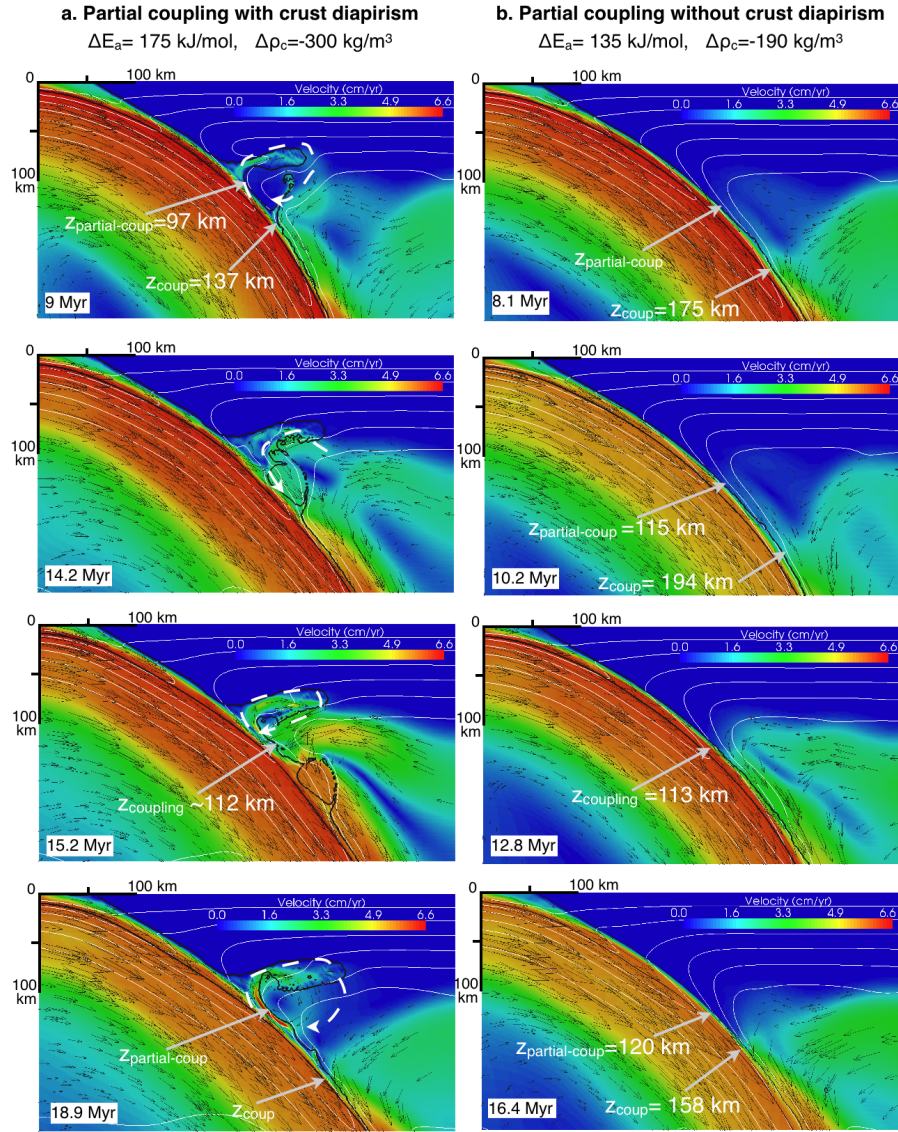 a. Partial coupling with crust diapirism
ΔEa= 175 kJ/mol, Δρc=-300 kg/m³
0
100 km
Velocity (cm/yr)
0.0 1.6 3.3 4.9 6.6
100
km
zpartial-coup=97 km
zcoup=137 km
9 Myr
0
100 km
Velocity (cm/yr)
0.0 1.6 3.3 4.9 6.6
100
km
14.2 Myr
0
100 km
Velocity (cm/yr)
0.0 1.6 3.3 4.9 6.6
100
km
zcoupling ~112 km
15.2 Myr
0
100 km
Velocity (cm/yr)
0.0 1.6 3.3 4.9 6.6
100
km
zpartial-coup
zcoup
18.9 Myr
b. Partial coupling without crust diapirism
ΔEa= 135 kJ/mol, Δρc=-190 kg/m³
0
100 km
Velocity (cm/yr)
0.0 1.6 3.3 4.9 6.6
100
km
zpartial-coup
zcoup= 175 km
8.1 Myr
0
100 km
Velocity (cm/yr)
0.0 1.6 3.3 4.9 6.6
100
km
zpartial-coup =115 km
zcoup= 194 km
10.2 Myr
0
100 km
Velocity (cm/yr)
0.0 1.6 3.3 4.9 6.6
100
km
zcoupling =113 km
12.8 Myr
0
100 km
Velocity (cm/yr)
0.0 1.6 3.3 4.9 6.6
100
km
zpartial-coup=120 km
zcoup= 158 km
16.4 Myr